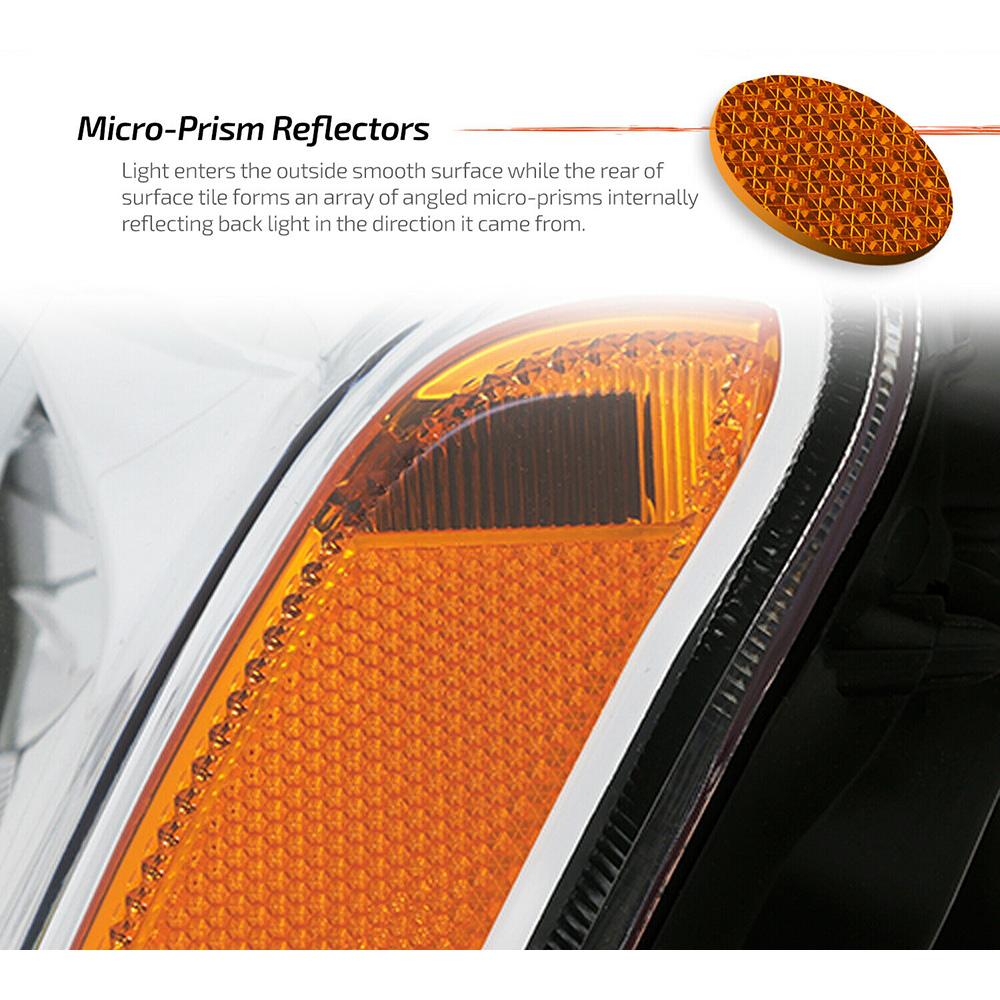 Micro-Prism Reflectors
Light enters the outside smooth surface while the rear of
surface tile forms an array of angled micro-prisms internally
reflecting back light in the direction it came from.